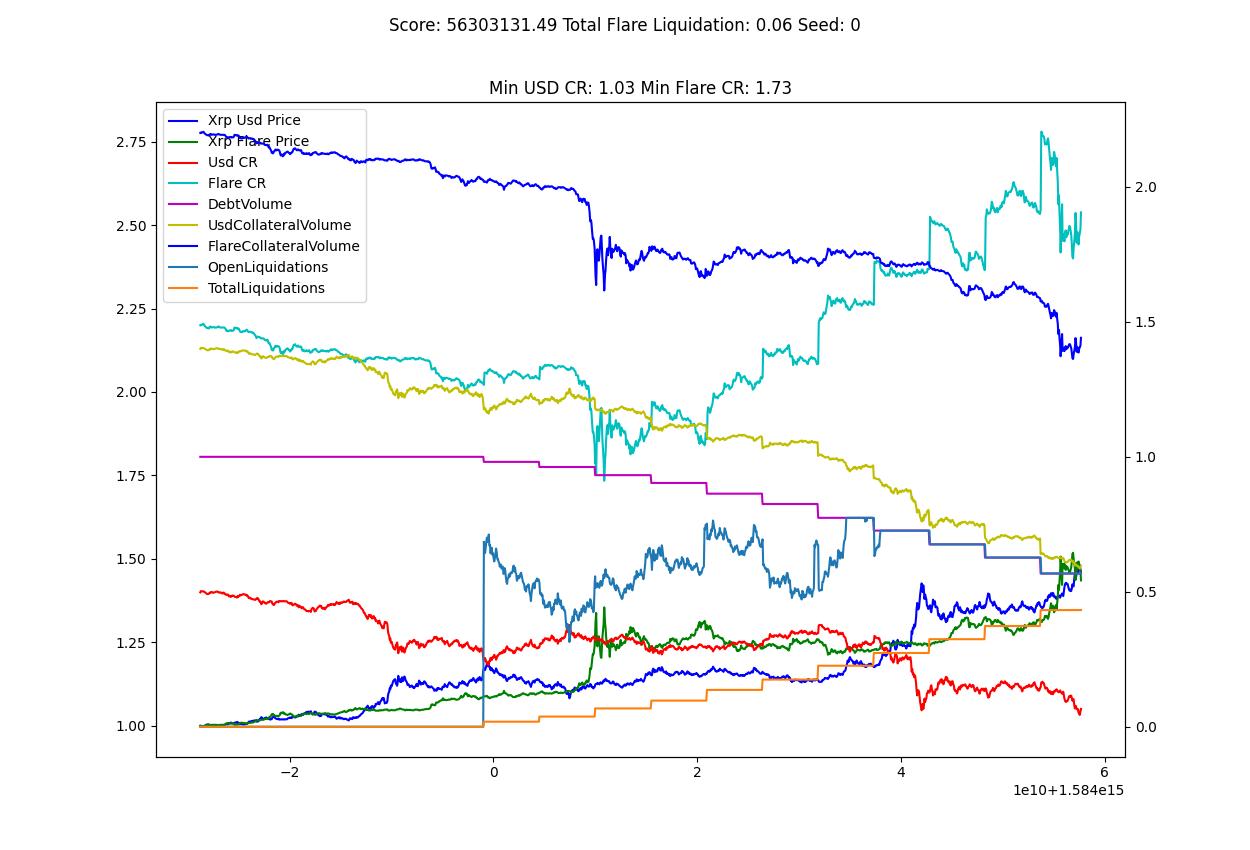 Score: 56303131.49 Total Flare Liquidation: 0.06 Seed: 0
Min USD CR: 1.03 Min Flare CR: 1.73
Xrp Usd Price
Xrp Flare Price
Usd CR
Flare CR
DebtVolume
UsdCollateralVolume
FlareCollateralVolume
OpenLiquidations
TotalLiquidations
2.75
2.50
2.25
2.00
1.75
1.50
1.25
1.00
2.0
1.5
1.0
0.5
0.0
−2
0
2
4
6
1e10+1.584e15